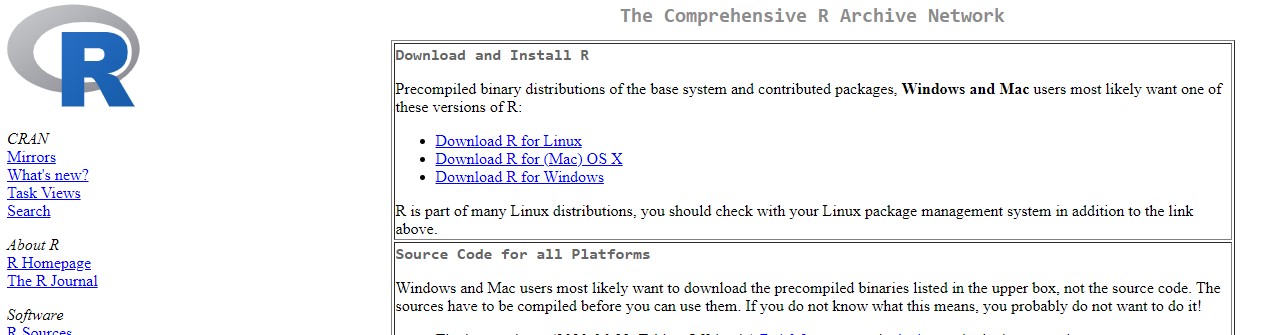 R
CRAN
Mirrors
What's new?
Task Views
Search
About R
R Homepage
The R Journal
Software
R Sources
The Comprehensive R Archive Network
Download and Install R
Precompiled binary distributions of the base system and contributed packages, Windows and Mac users most likely want one of
these versions of R:
Download R for Linux
Download R for (Mac) OS X
Download R for Windows
R is part of many Linux distributions, you should check with your Linux package management system in addition to the link
above.
Source Code for all Platforms
Windows and Mac users most likely want to download the precompiled binaries listed in the upper box, not the source code. The
sources have to be compiled before you can use them. If you do not know what this means, you probably do not want to do it!